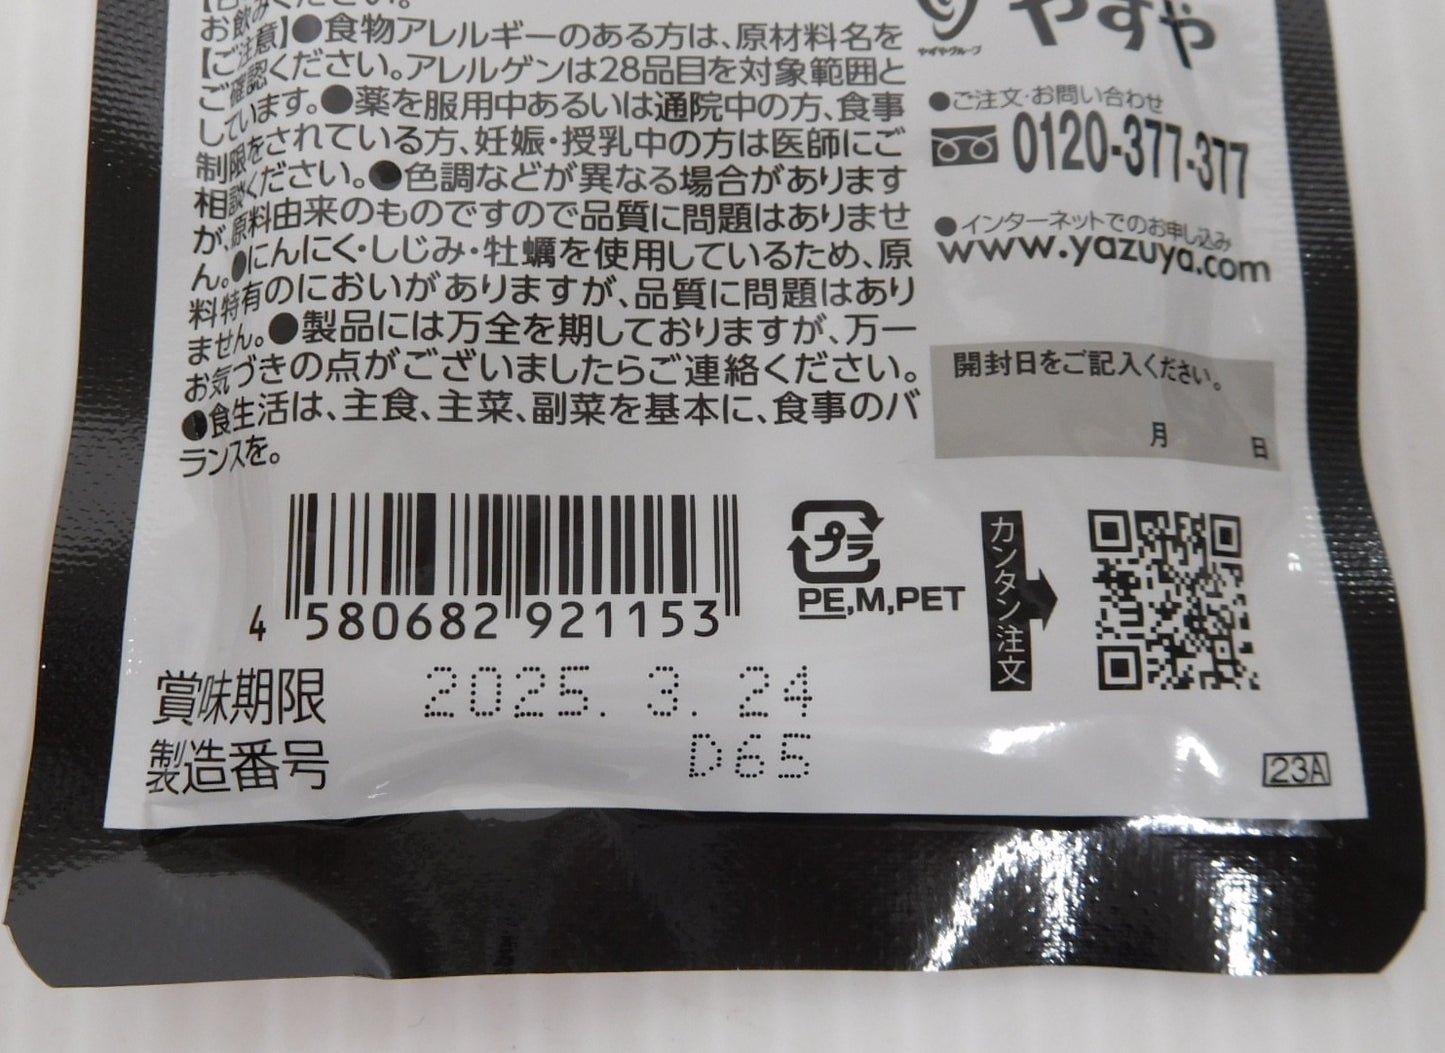 お飲みください。
【ご注意】●食物アレルギーのある方は、原材料名を
ご確認ください。アレルゲンは28品目を対象範囲と
しています。●薬を服用中あるいは通院中の方、食事
制限をされている方、妊娠・授乳中の方は医師にご
相談ください。●色調などが異なる場合があります
が、原料由来のものですので品質に問題はありませ
ん。●にんにく・しじみ・牡蠣を使用しているため、原
料特有のにおいがありますが、品質に問題はあり
ません。●製品には万全を期しておりますが、万一
お気づきの点がございましたらご連絡ください。
●食生活は、主食、主菜、副菜を基本に、食事のバ
ランスを。
やずやグループ
やずや
●ご注文・お問い合わせ
0120-377-377
●インターネットでのお申し込み
www.yazuya.com
開封日をご記入ください。
月 日
4 580682 921153
プラ
PE,M,PET
カンタン注文
賞味期限 2025. 3. 24
製造番号 D65
23A